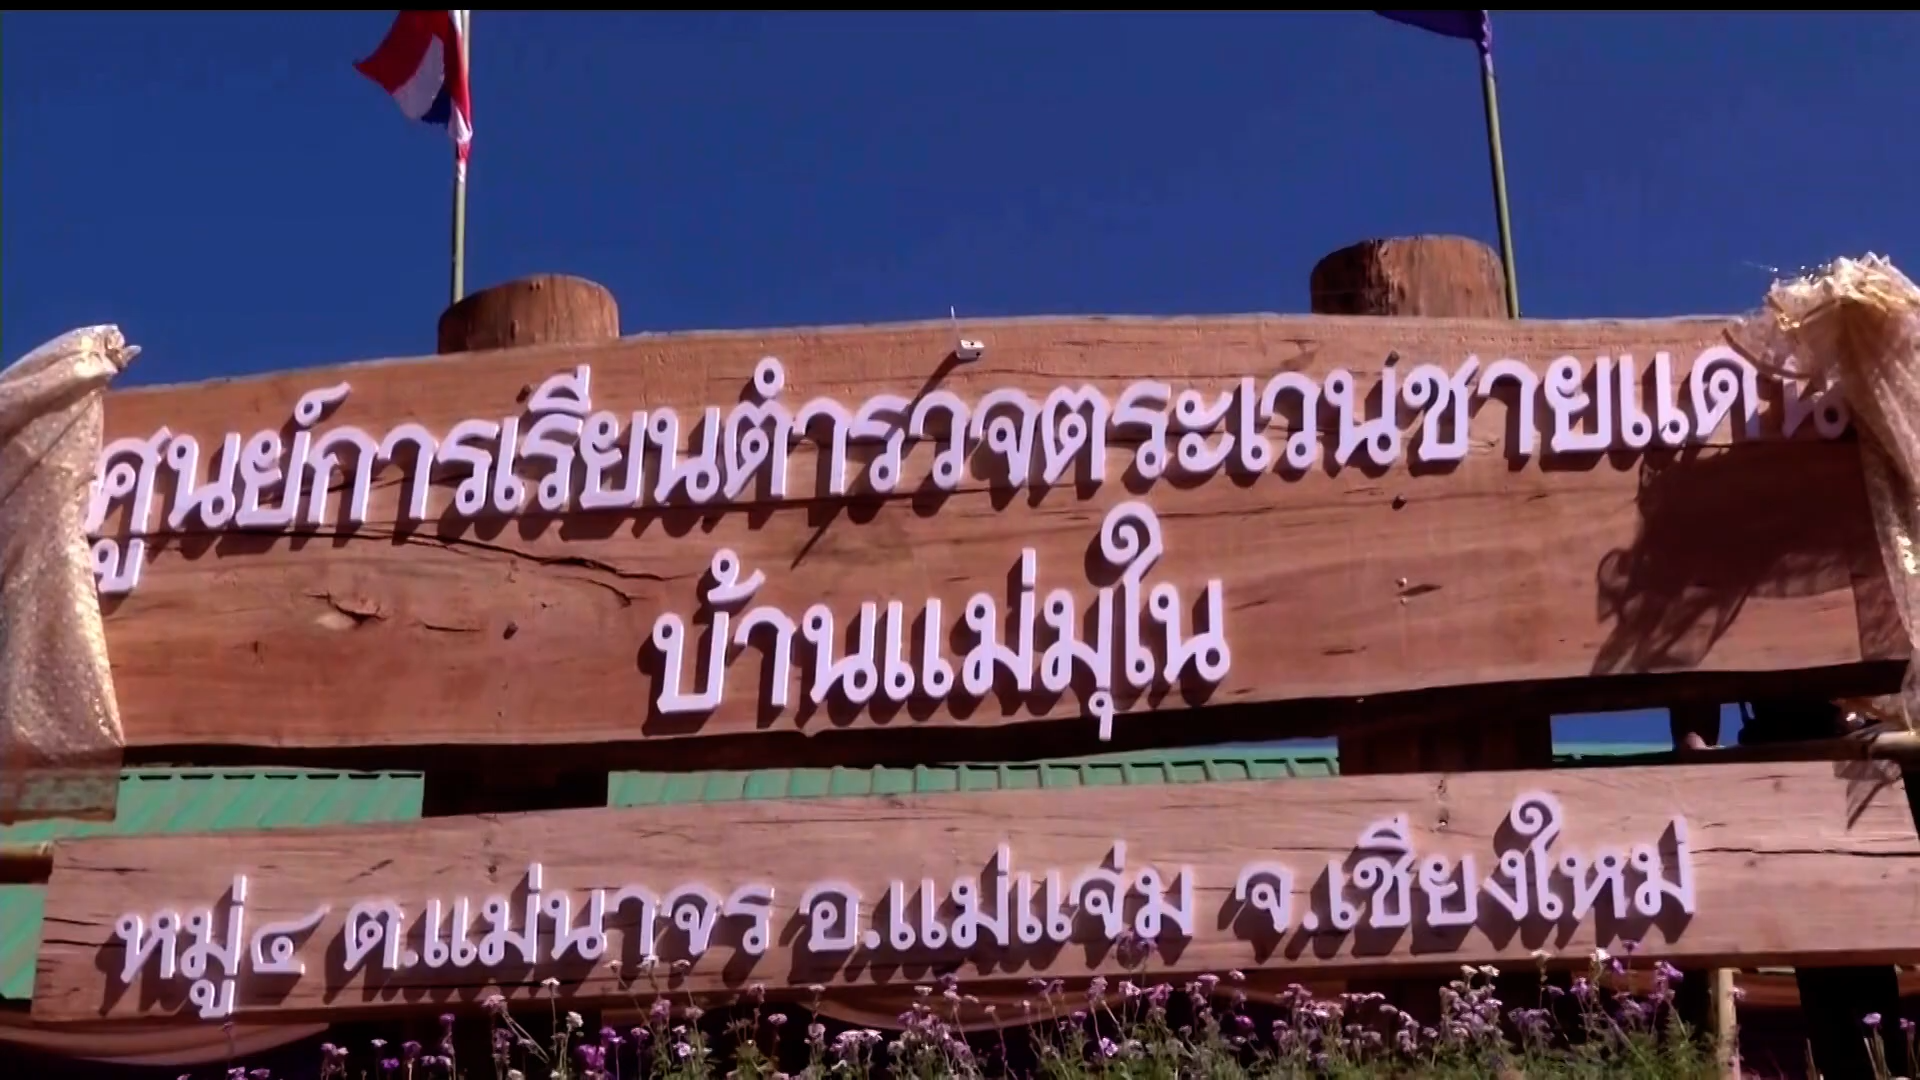 ศูนย์การเรียนตำรวจตระเวนชายแดน
บ้านแม่มุใน
หมู่๔ ต.แม่นาจร อ.แม่แจ่ม จ.เชียงใหม่